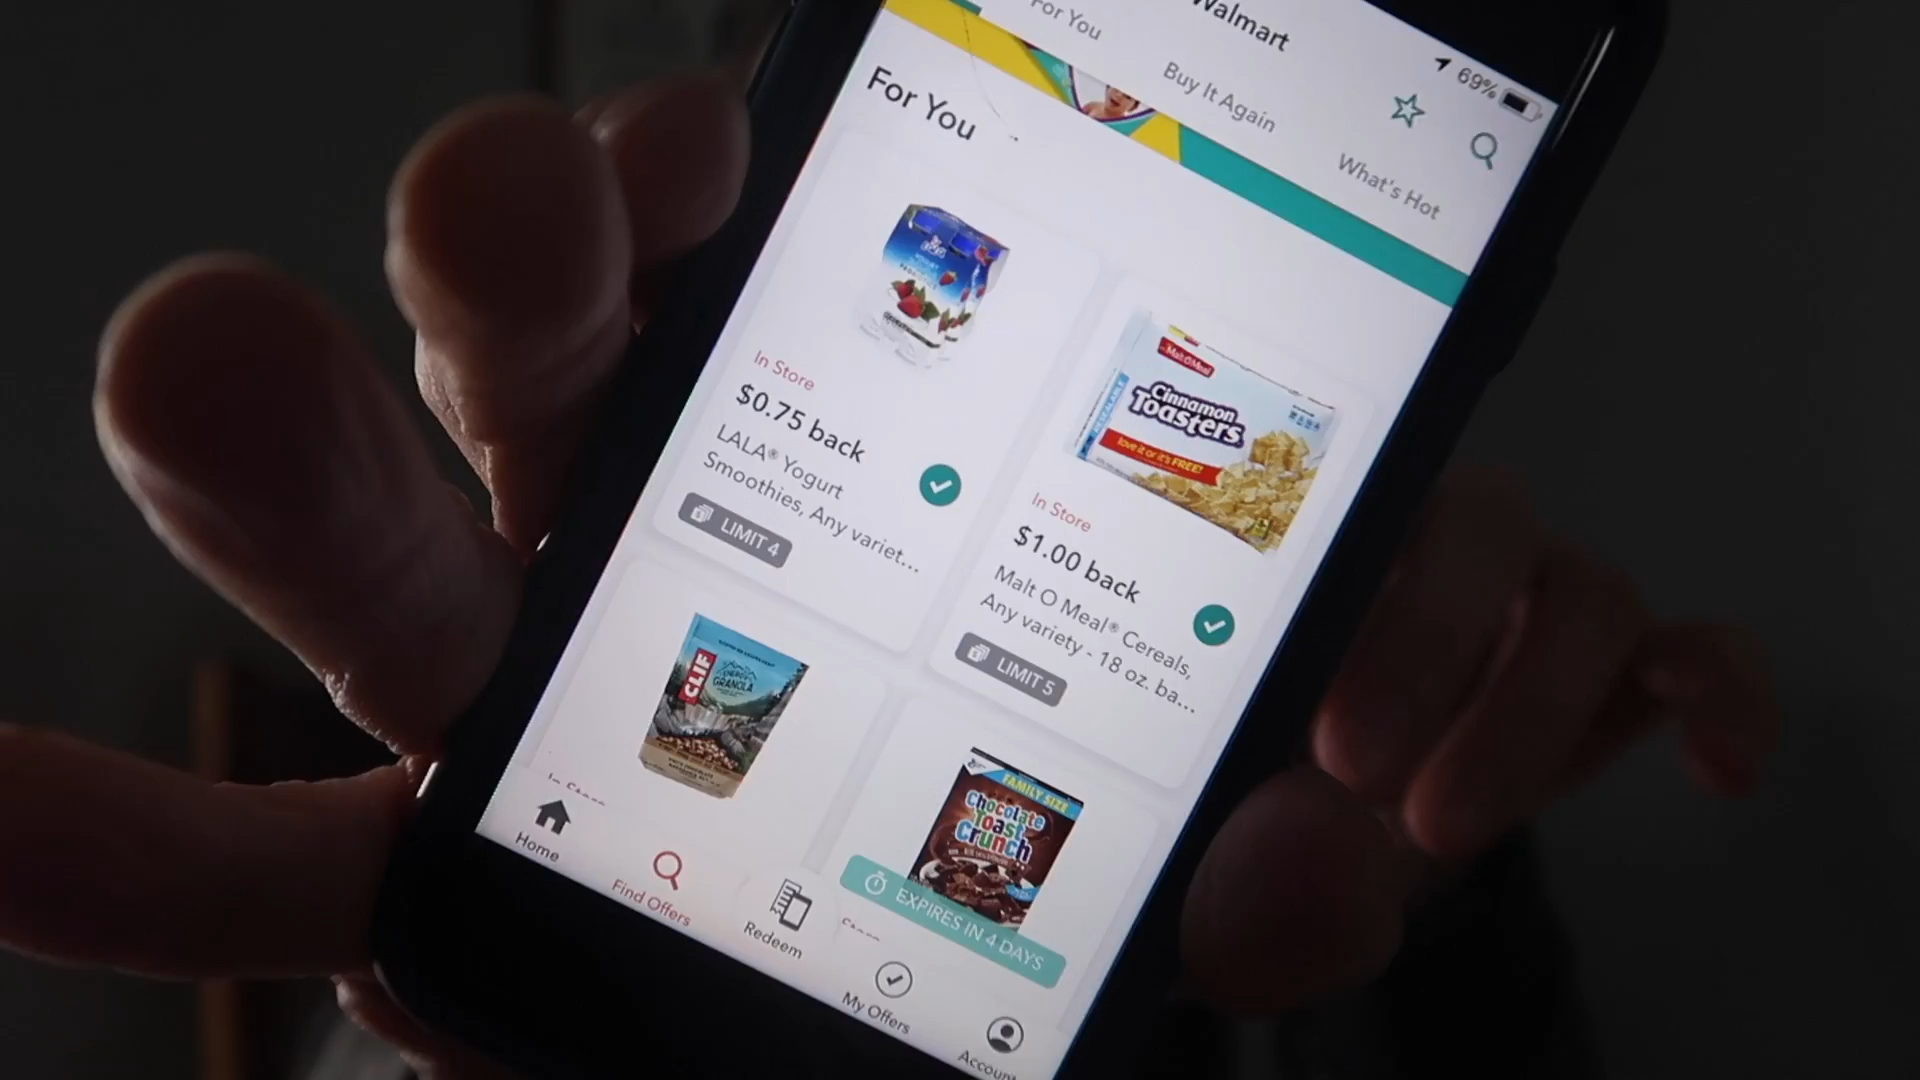 Walmart
69%
For You
Buy It Again
What's Hot
For You
In Store
$0.75 back
LALA® Yogurt
Smoothies, Any variet...
LIMIT 4
Malt O Meal
Cinnamon
Toasters
love it or it's FREE!
RESEALABLE
In Store
$1.00 back
Malt O Meal® Cereals,
Any variety - 18 oz. ba...
LIMIT 5
CLIF
ENERGY
GRANOLA
FAMILY SIZE
Chocolate
Toast
Crunch
EXPIRES IN 4 DAYS
Home
Find Offers
Redeem
My Offers
Account